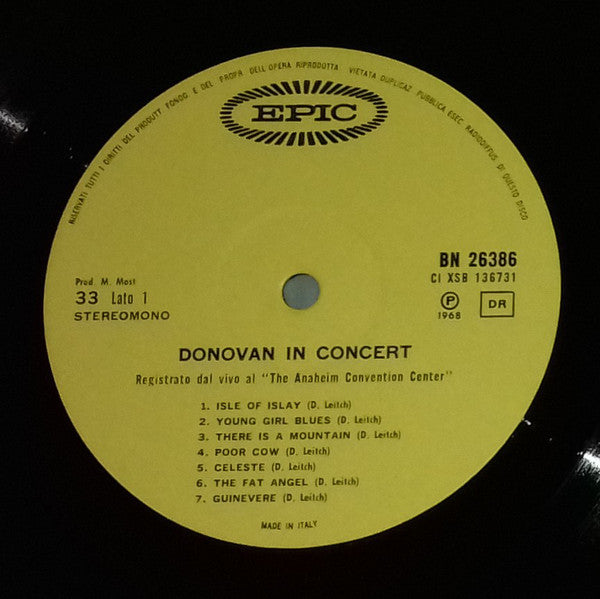 RISERVATI TUTTI I DIRITTI DEL PRODUTT FONOG. E DEL PROPR DELL'OPERA RIPRODOTTA VIETATA DUPLICAZ PUBBLICA ESEC RADIODIFFUS DI QUESTO DISCO
EPIC
BN 26386
CI XSB 136731
Prod. M. Most
33 Lato 1
STEREOMONO
P
1968
DR
DONOVAN IN CONCERT
Registrato dal vivo al "The Anaheim Convention Center"
1. ISLE OF ISLAY (D. Leitch)
2. YOUNG GIRL BLUES (D. Leitch)
3. THERE IS A MOUNTAIN (D. Leitch)
4. POOR COW (D. Leitch)
5. CELESTE (D. Leitch)
6. THE FAT ANGEL (D. Leitch)
7. GUINEVERE (D. Leitch)
MADE IN ITALY